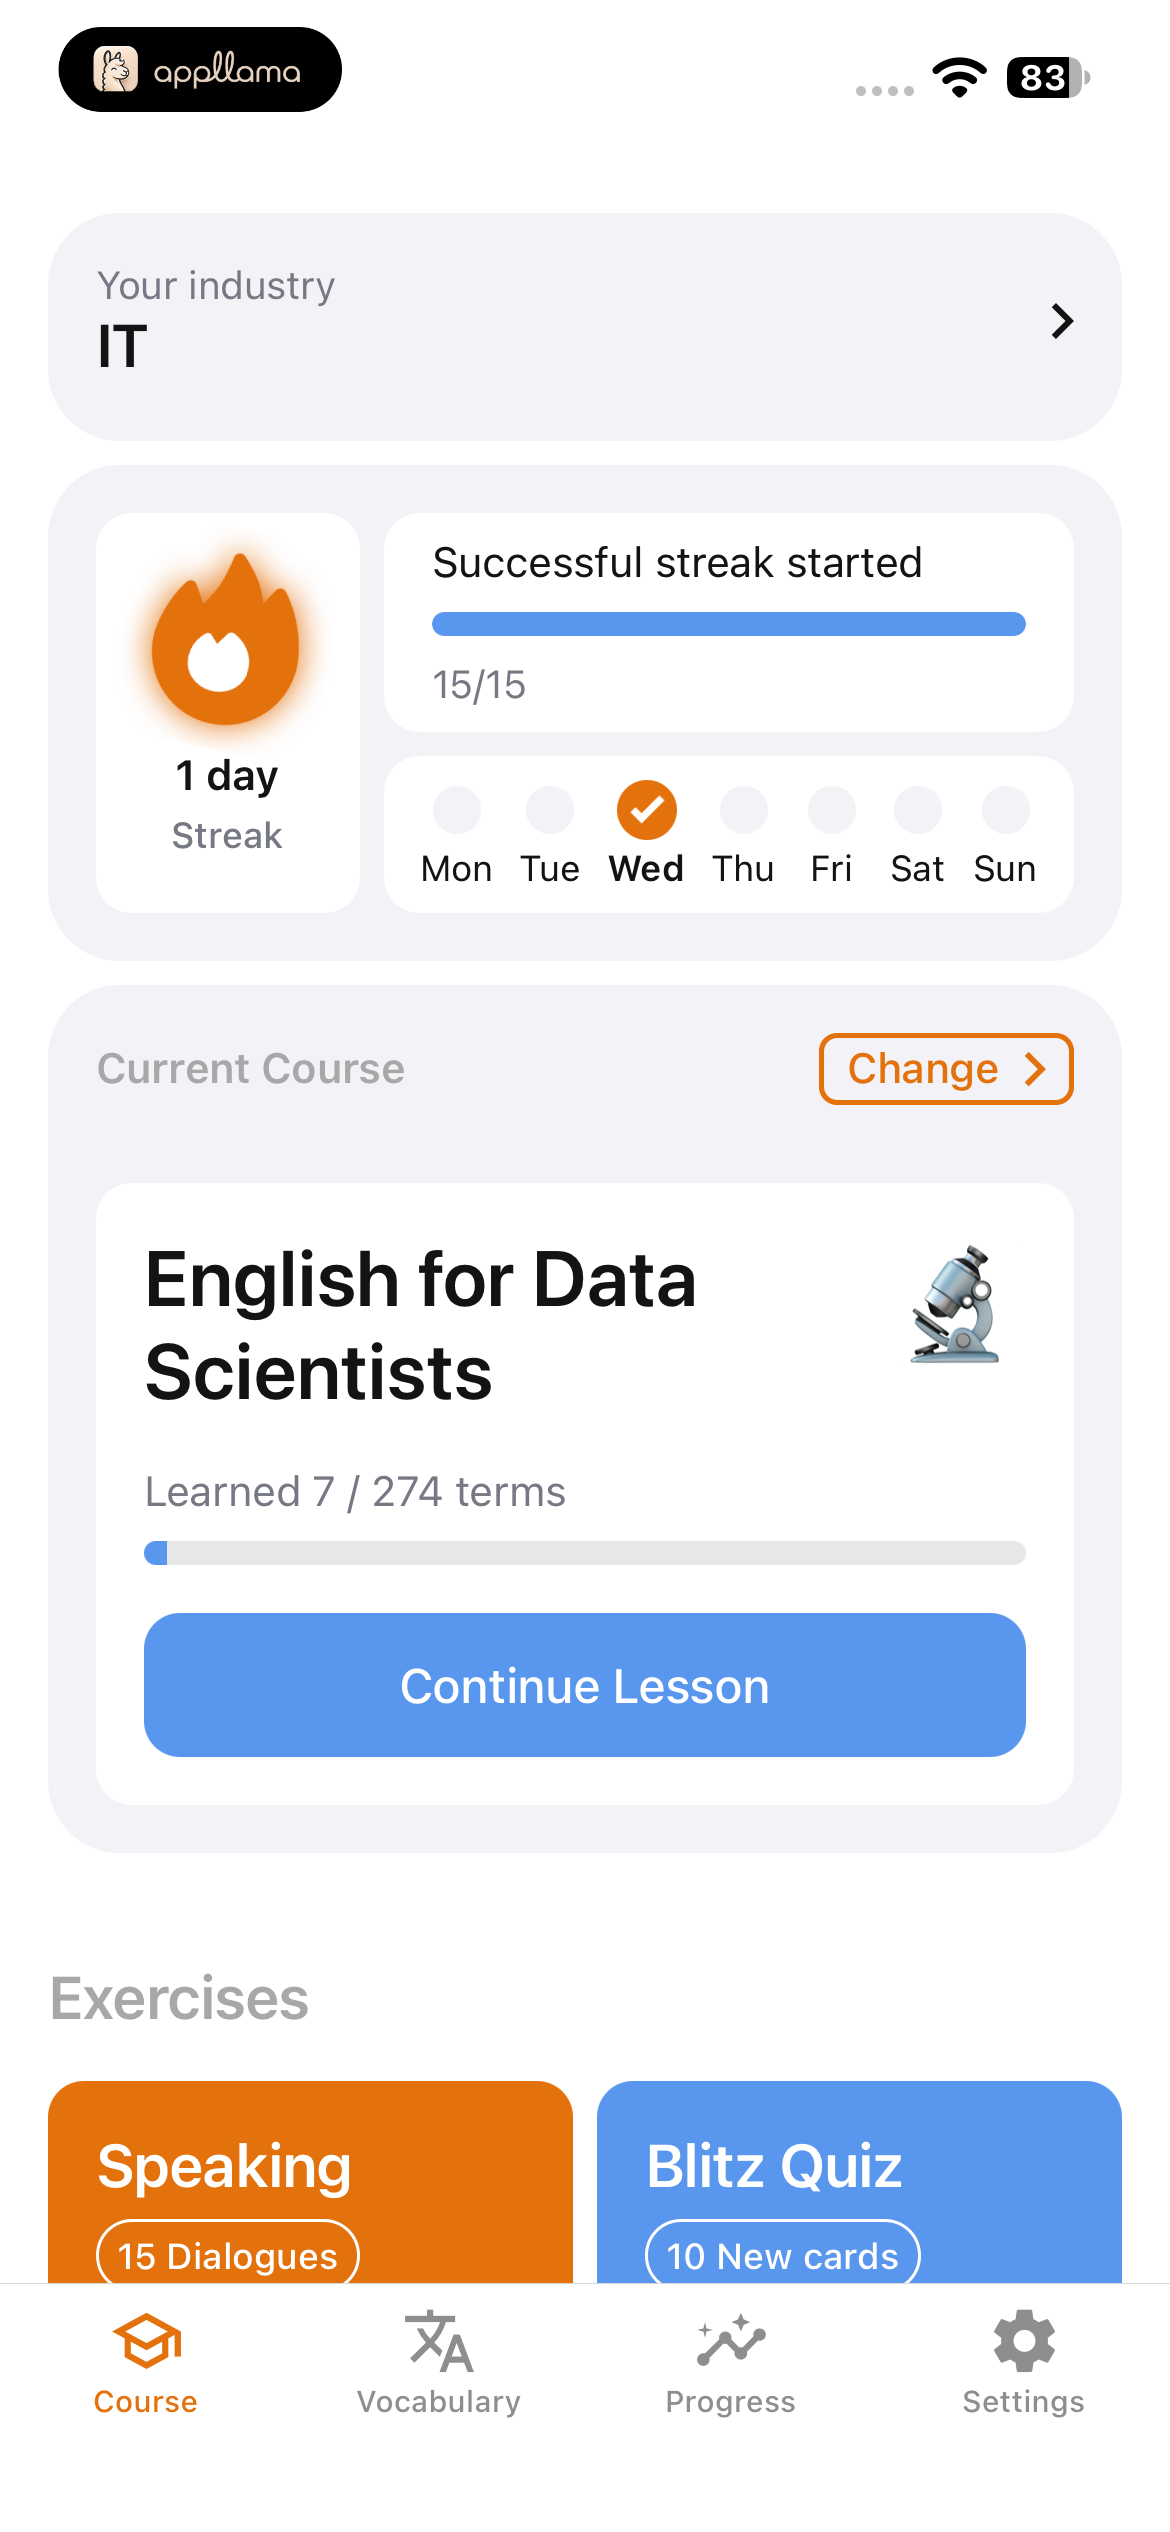 appllama
83
Your industry
IT
Successful streak started
15/15
1 day
Streak
Mon Tue Wed Thu Fri Sat Sun
Current Course
Change
English for Data
Scientists
Learned 7 / 274 terms
Continue Lesson
Exercises
Speaking
15 Dialogues
Blitz Quiz
10 New cards
Course
Vocabulary
Progress
Settings